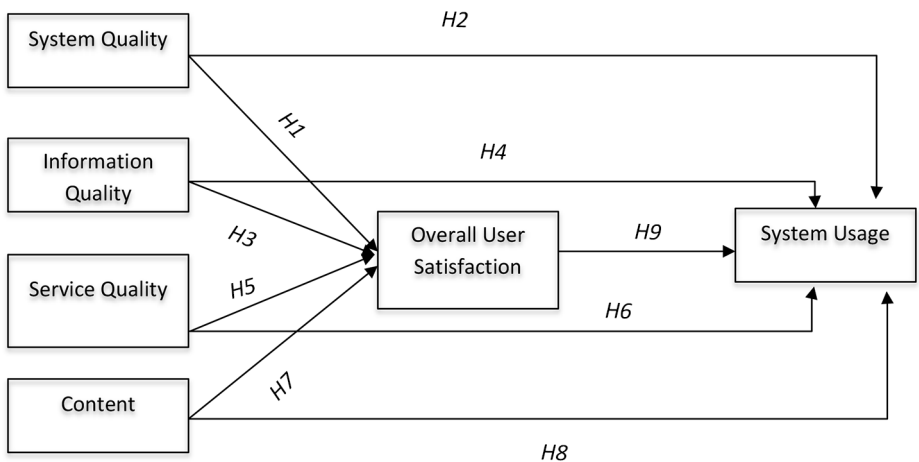 H2
System Quality
H1
H4
Information
Quality
H3
Overall User
Satisfaction
H9
System Usage
Service Quality
H5
H6
H7
Content
H8